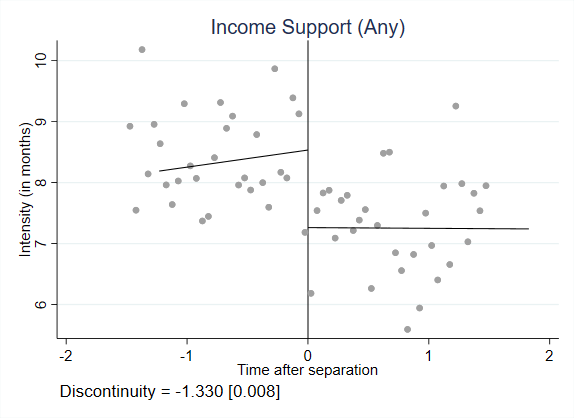 Income Support (Any)
Intensity (in months)
10
9
8
7
6
-2
-1
0
1
2
Time after separation
Discontinuity = -1.330 [0.008]